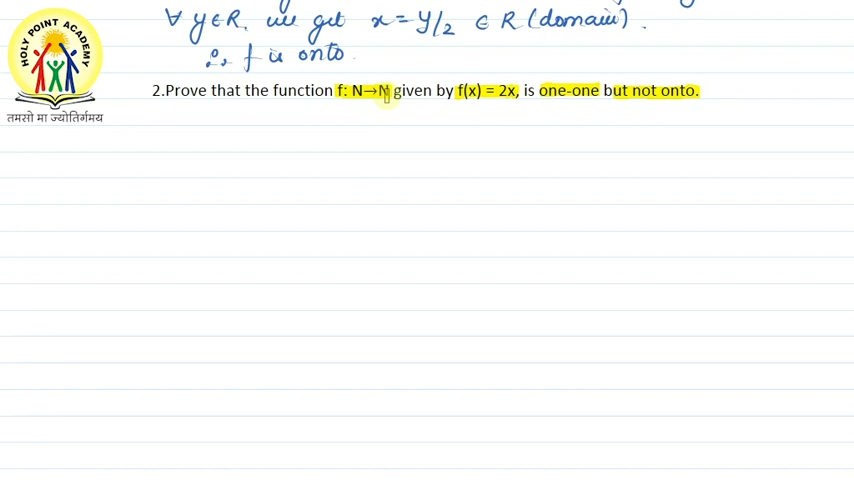 ∀ y∈R, we get x = y/2 ∈ R (domain).
∴ f is onto.
HOLY POINT ACADEMY
तमसो मा ज्योतिर्गमय
2.Prove that the function f: N→N given by f(x) = 2x, is one-one but not onto.